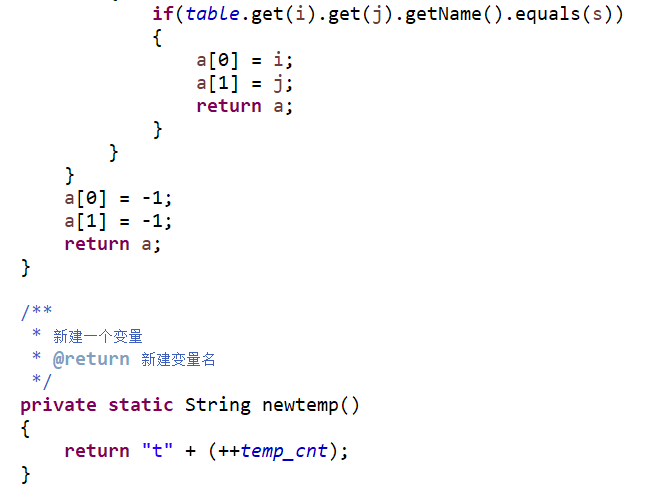 if(table.get(i).get(j).getName().equals(s))
{
a[0] = i;
a[1] = j;
return a;
}
}
}
a[0] = -1;
a[1] = -1;
return a;
}
/**
* 新建一个变量
* @return 新建变量名
*/
private static String newtemp()
{
return "t" + (++temp_cnt);
}